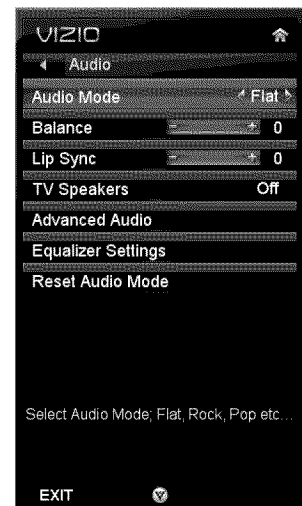 VIZIO
Audio
Audio Mode Flat
Balance - + 0
Lip Sync - + 0
TV Speakers Off
Advanced Audio
Equalizer Settings
Reset Audio Mode
Select Audio Mode; Flat, Rock, Pop etc...
EXIT V